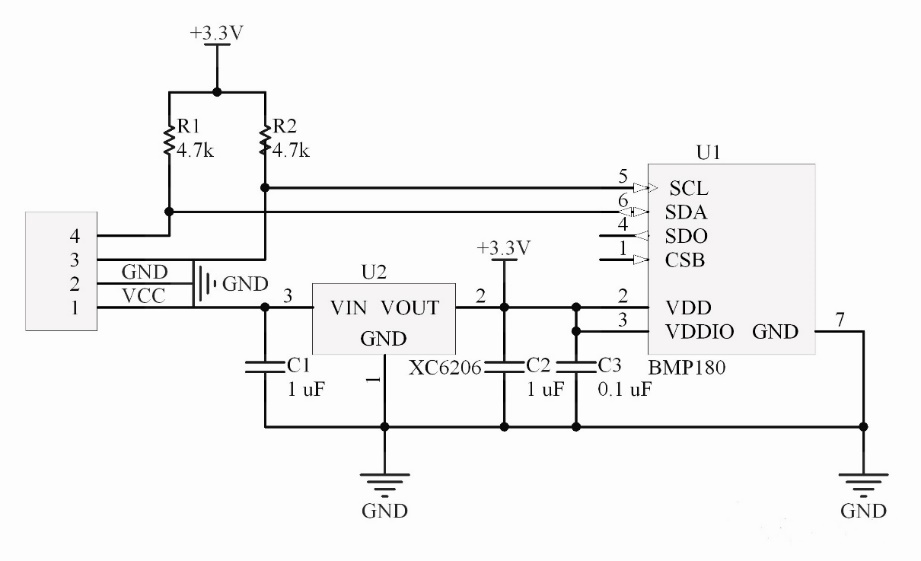 +3.3V
R1
4.7k
R2
4.7k
U1
5
SCL
6
SDA
4
SDO
1
CSB
4
3
2
1
GND
VCC
GND
+3.3V
U2
3
VIN VOUT
GND
2
1
XC6206
2
VDD
3
VDDIO GND
7
BMP180
C1
1 uF
C2
1 uF
C3
0.1 uF
GND
GND